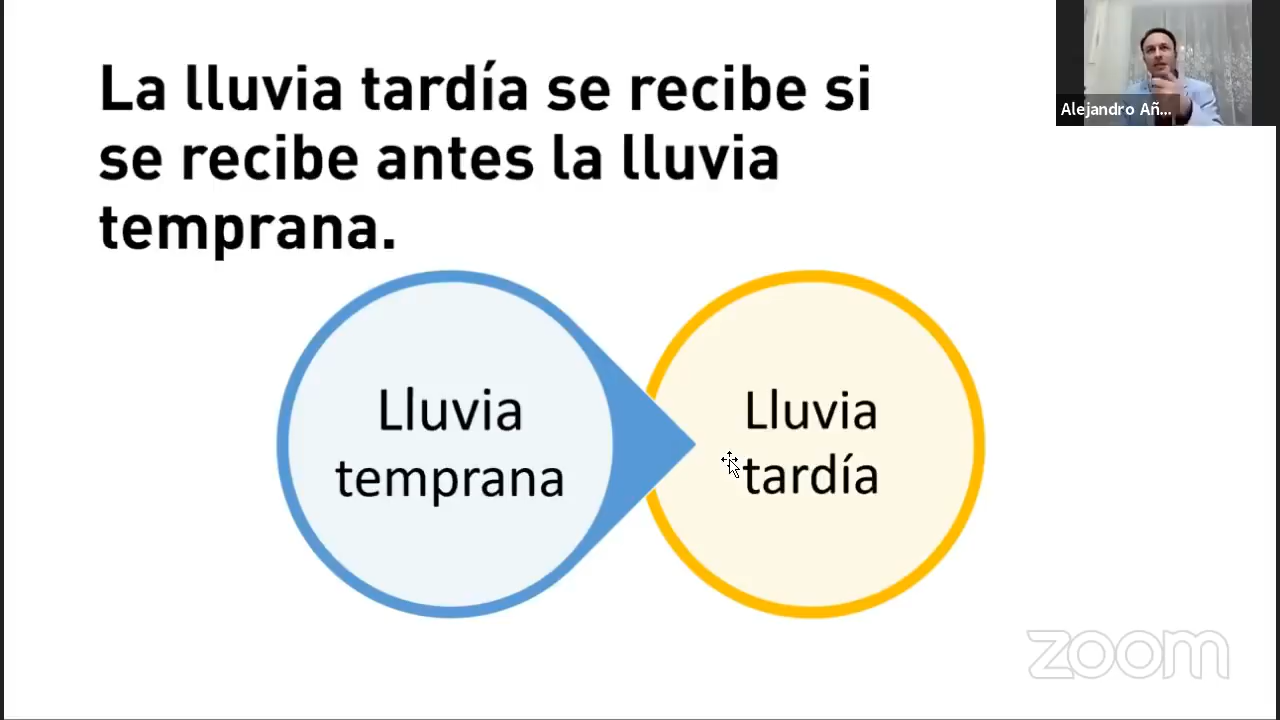 La lluvia tardía se recibe si
se recibe antes la lluvia
temprana.
Alejandro Añ...
Lluvia
temprana
Lluvia
tardía
zoom